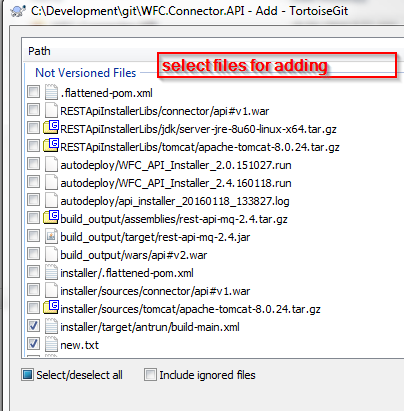 C:\Development\git\WFC.Connector.API - Add - TortoiseGit
Path
Not Versioned Files
select files for adding
.flattened-pom.xml
RESTApiInstallerLibs/connector/api#v1.war
RESTApiInstallerLibs/jdk/server-jre-8u60-linux-x64.tar.gz
RESTApiInstallerLibs/tomcat/apache-tomcat-8.0.24.tar.gz
autodeploy/WFC_API_Installer_2.0.151027.run
autodeploy/WFC_API_Installer_2.4.160118.run
autodeploy/api_installer_20160118_133827.log
build_output/assemblies/rest-api-mq-2.4.tar.gz
build_output/target/rest-api-mq-2.4.jar
build_output/wars/api#v2.war
installer/.flattened-pom.xml
installer/sources/connector/api#v1.war
installer/sources/tomcat/apache-tomcat-8.0.24.tar.gz
installer/target/antrun/build-main.xml
new.txt
Select/deselect all
Include ignored files